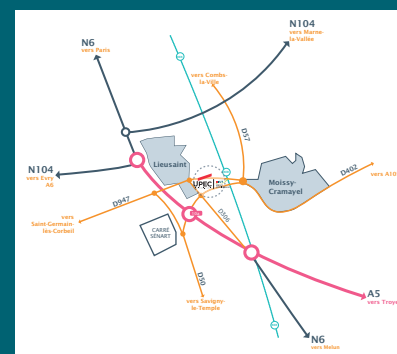 N104
vers Marne-
la-Vallée
N6
vers Paris
vers Combs-
la-Ville
D57
Lieusaint
N104
vers Evry
A6
UPEC
Moissy-
Cramayel
D402
vers A10
D947
vers
Saint-Germain-
lès-Corbeil
CARRÉ
SÉNART
D306
D50
vers Savigny-
le-Temple
A5
vers Troye
N6
vers Melun